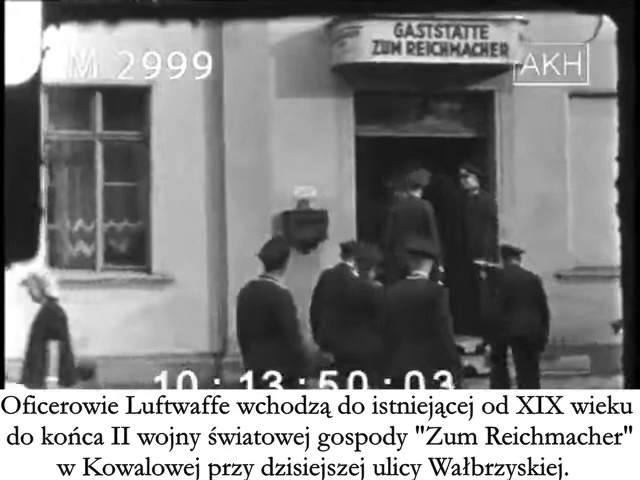 GASTSTÄTTE
ZUM REICHMACHER
M 2999
AKH
10:13:50:03
Oficerowie Luftwaffe wchodzą do istniejącej od XIX wieku
do końca II wojny światowej gospody "Zum Reichmacher"
w Kowalowej przy dzisiejszej ulicy Wałbrzyskiej.